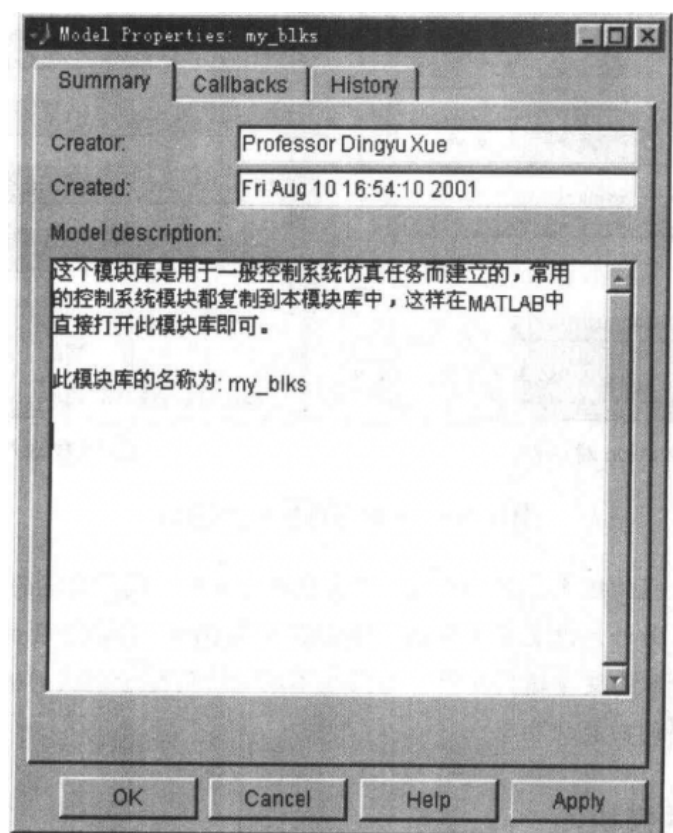 Model Properties: my_blks
Summary Callbacks History
Creator: Professor Dingyu Xue
Created: Fri Aug 10 16:54:10 2001
Model description:
这个模块库是用于一般控制系统仿真任务而建立的，常用
的控制系统模块都复制到本模块库中，这样在MATLAB中
直接打开此模块库即可。
此模块库的名称为: my_blks
OK Cancel Help Apply